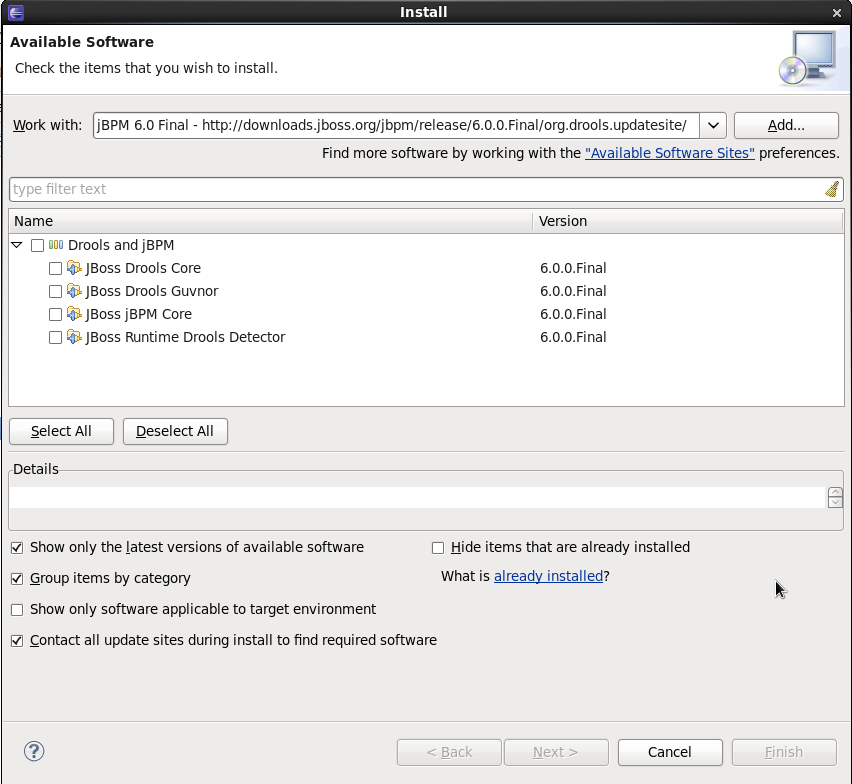 Install
Available Software
Check the items that you wish to install.
Work with: jBPM 6.0 Final - http://downloads.jboss.org/jbpm/release/6.0.0.Final/org.drools.updatesite/ Add...
Find more software by working with the "Available Software Sites" preferences.
type filter text
Name Version
Drools and jBPM
JBoss Drools Core 6.0.0.Final
JBoss Drools Guvnor 6.0.0.Final
JBoss jBPM Core 6.0.0.Final
JBoss Runtime Drools Detector 6.0.0.Final
Select All Deselect All
Details
Show only the latest versions of available software Hide items that are already installed
Group items by category What is already installed?
Show only software applicable to target environment
Contact all update sites during install to find required software
? < Back Next > Cancel Finish